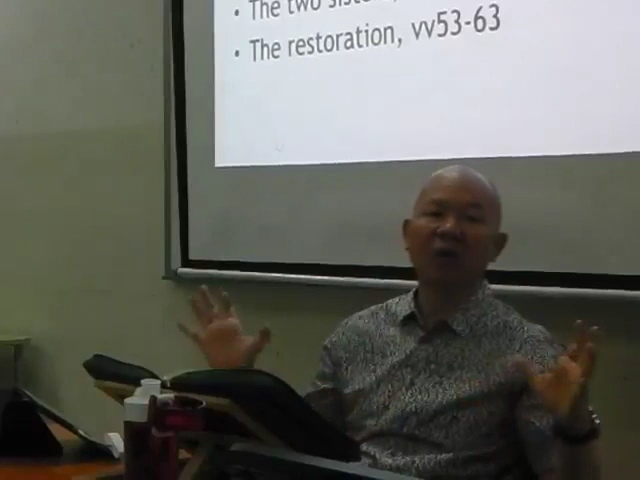 • The two
• The restoration, vv53-63